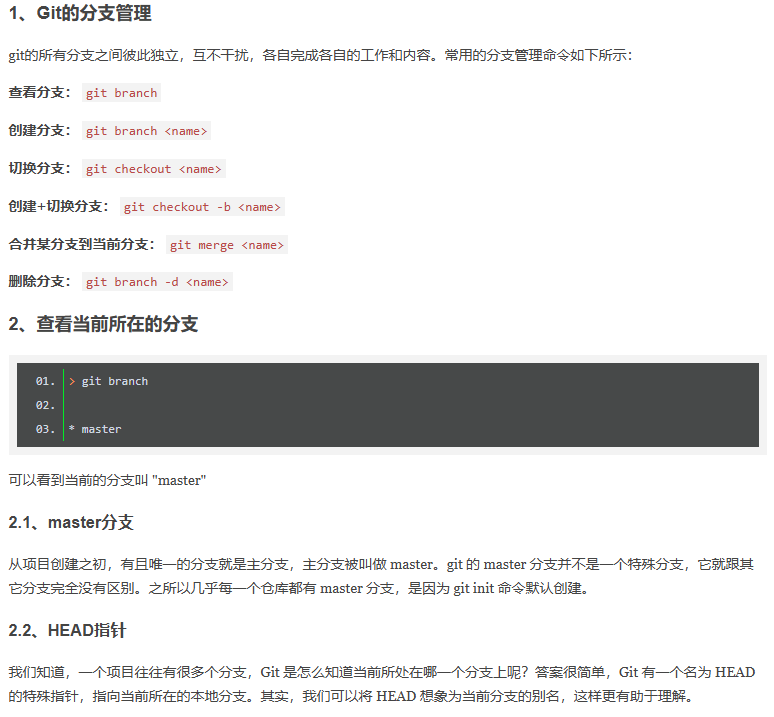 1、Git的分支管理
git的所有分支之间彼此独立，互不干扰，各自完成各自的工作和内容。常用的分支管理命令如下所示：
查看分支： git branch
创建分支： git branch <name>
切换分支： git checkout <name>
创建+切换分支： git checkout -b <name>
合并某分支到当前分支： git merge <name>
删除分支： git branch -d <name>
2、查看当前所在的分支
01. > git branch
02.
03. * master
可以看到当前的分支叫 "master"
2.1、master分支
从项目创建之初，有且唯一的分支就是主分支，主分支被叫做 master。git 的 master 分支并不是一个特殊分支，它就跟其
它分支完全没有区别。之所以几乎每一个仓库都有 master 分支，是因为 git init 命令默认创建。
2.2、HEAD指针
我们知道，一个项目往往有很多个分支，Git 是怎么知道当前所处在哪一个分支上呢？答案很简单，Git 有一个名为 HEAD
的特殊指针，指向当前所在的本地分支。其实，我们可以将 HEAD 想象为当前分支的别名，这样更有助于理解。